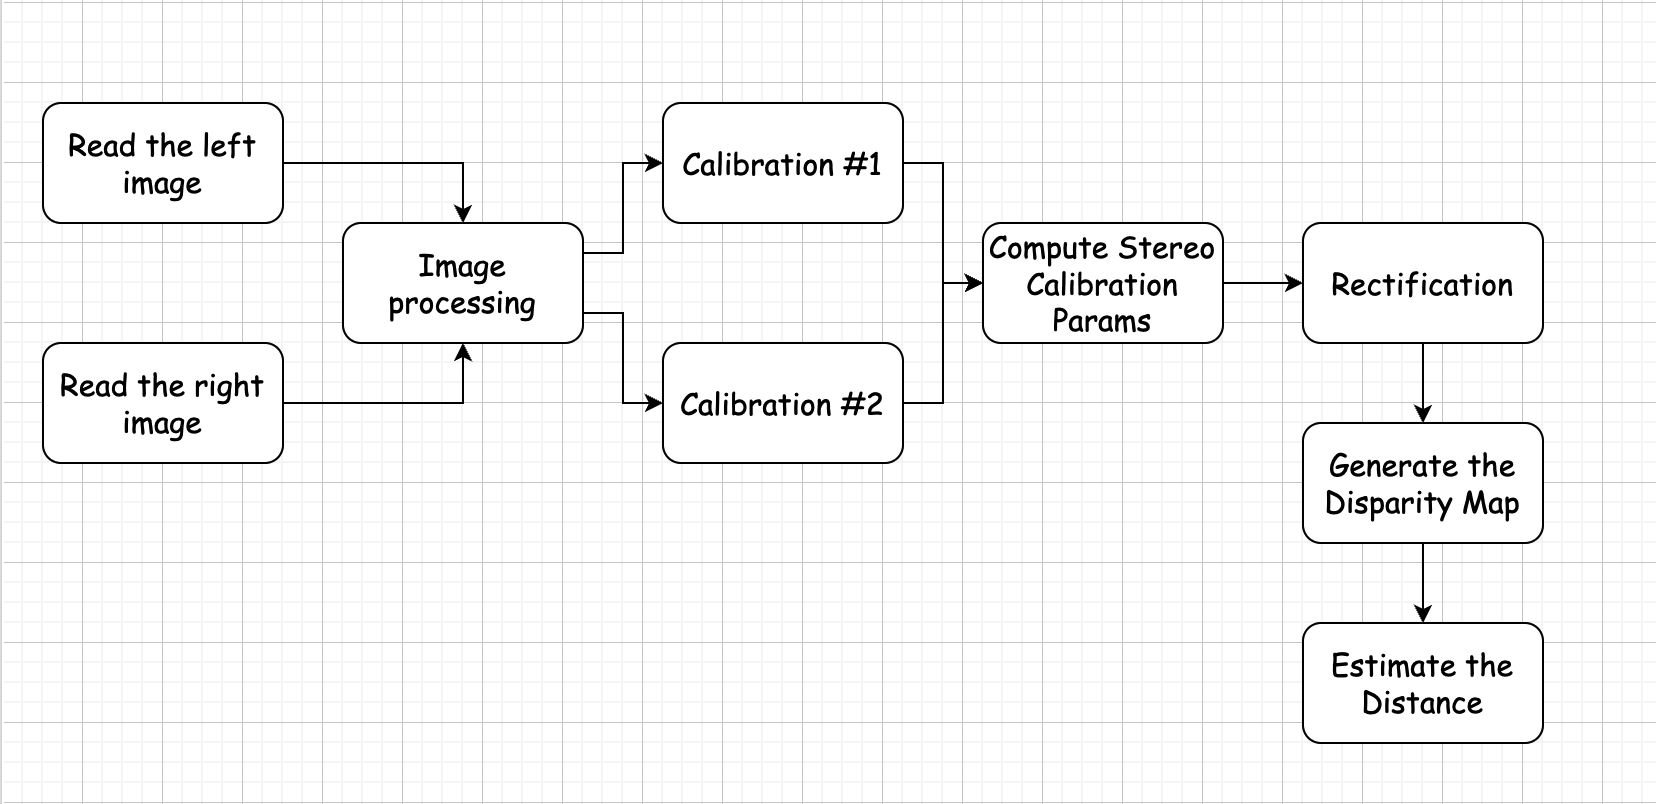 Read the left
image
Read the right
image
Image
processing
Calibration #1
Calibration #2
Compute Stereo
Calibration
Params
Rectification
Generate the
Disparity Map
Estimate the
Distance